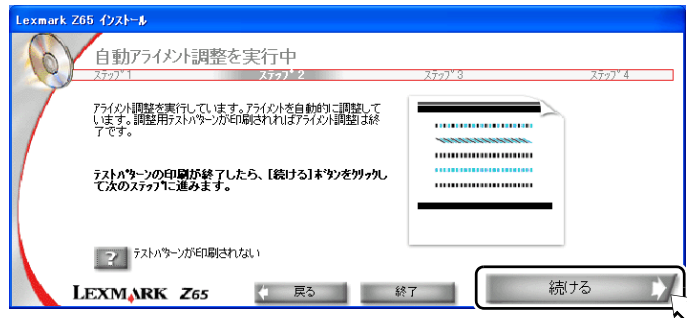 Lexmark Z65 インストール
自動アライメント調整を実行中
ステップ 1 ステップ 2 ステップ 3 ステップ 4
アライメント調整を実行しています。アライメントを自動的に調整して
います。調整用テストパターンが印刷されればアライメント調整は終
了です。
テストパターンの印刷が終了したら、[続ける]ボタンをクリックし
て次のステップに進みます。
? テストパターンが印刷されない
LEXMARK Z65 戻る 終了 続ける